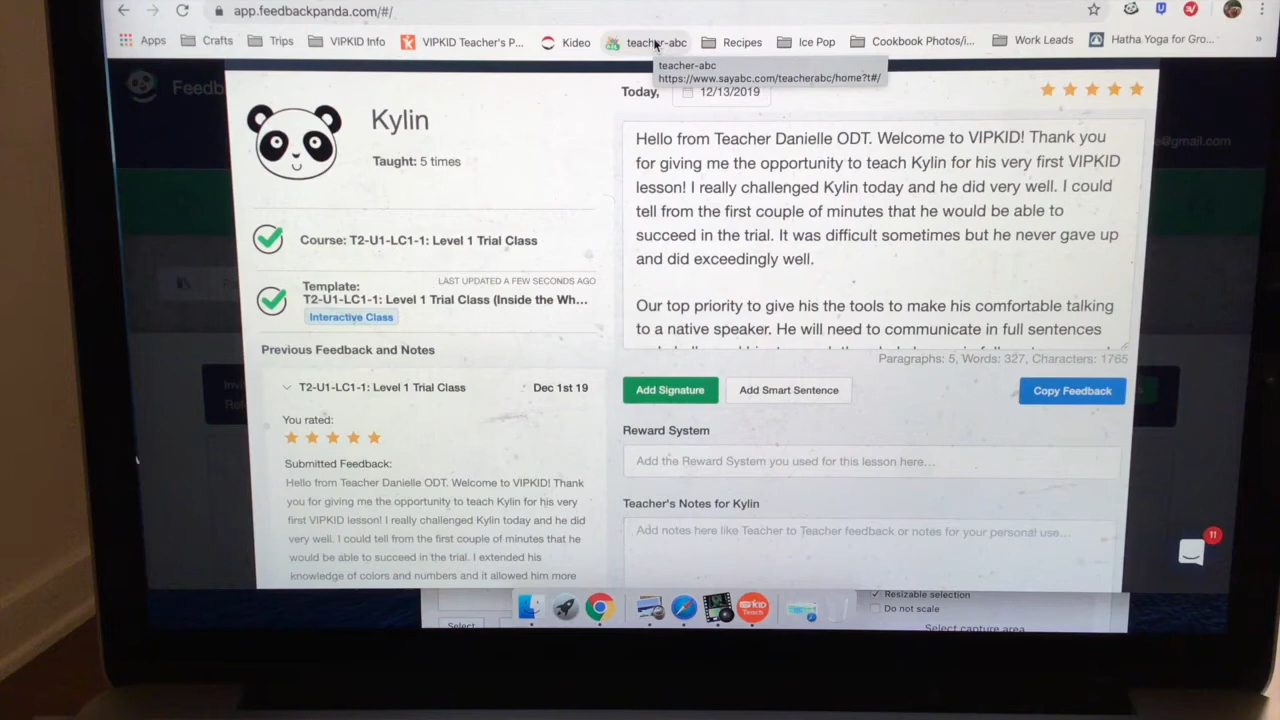 app.feedbackpanda.com/#/
Apps Crafts Trips VIPKID Info VIPKID Teacher's P... Kideo teacher-abc Recipes Ice Pop Cookbook Photos/i... Work Leads Hatha Yoga for Gro... »
teacher-abc
https://www.sayabc.com/teacherabc/home?t#/
Feedb
e@gmail.com
Kylin
Taught: 5 times
Course: T2-U1-LC1-1: Level 1 Trial Class
LAST UPDATED A FEW SECONDS AGO
Template:
T2-U1-LC1-1: Level 1 Trial Class (Inside the Wh...
Interactive Class
Previous Feedback and Notes
T2-U1-LC1-1: Level 1 Trial Class Dec 1st 19
You rated:
Submitted Feedback:
Hello from Teacher Danielle ODT. Welcome to VIPKID! Thank
you for giving me the opportunity to teach Kylin for his very
first VIPKID lesson! I really challenged Kylin today and he did
very well. I could tell from the first couple of minutes that he
would be able to succeed in the trial. I extended his
knowledge of colors and numbers and it allowed him more
Today, 12/13/2019
Hello from Teacher Danielle ODT. Welcome to VIPKID! Thank you
for giving me the opportunity to teach Kylin for his very first VIPKID
lesson! I really challenged Kylin today and he did very well. I could
tell from the first couple of minutes that he would be able to
succeed in the trial. It was difficult sometimes but he never gave up
and did exceedingly well.
Our top priority to give his the tools to make his comfortable talking
to a native speaker. He will need to communicate in full sentences
Paragraphs: 5, Words: 327, Characters: 1765
Add Signature Add Smart Sentence Copy Feedback
Reward System
Add the Reward System you used for this lesson here...
Teacher's Notes for Kylin
Add notes here like Teacher to Teacher feedback or notes for your personal use...
11
Resizable selection
Do not scale
Select
Select capture area
VIPKID
Teach